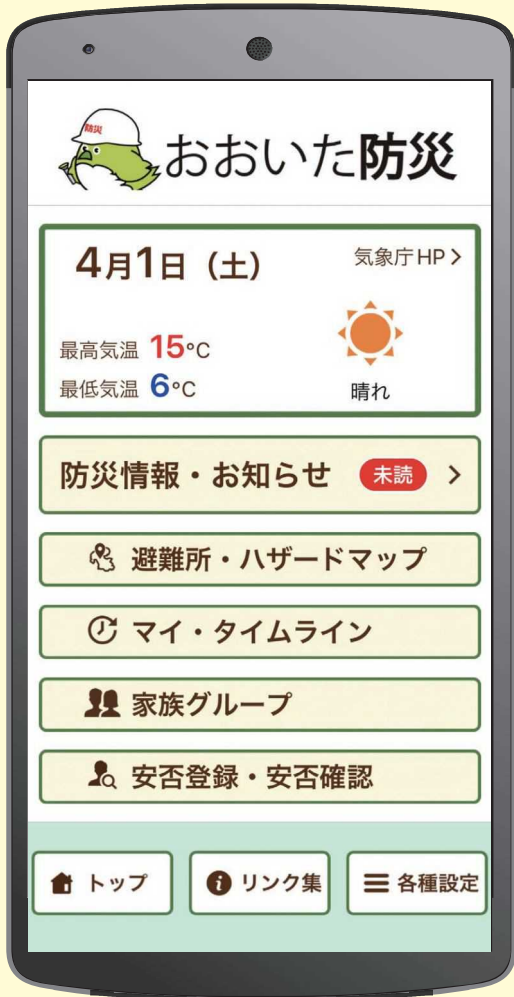 防災
おおいた防災
4月1日（土）
気象庁HP
最高気温 15°C
最低気温 6°C
晴れ
防災情報・お知らせ 未読
避難所・ハザードマップ
マイ・タイムライン
家族グループ
安否登録・安否確認
トップ リンク集 各種設定